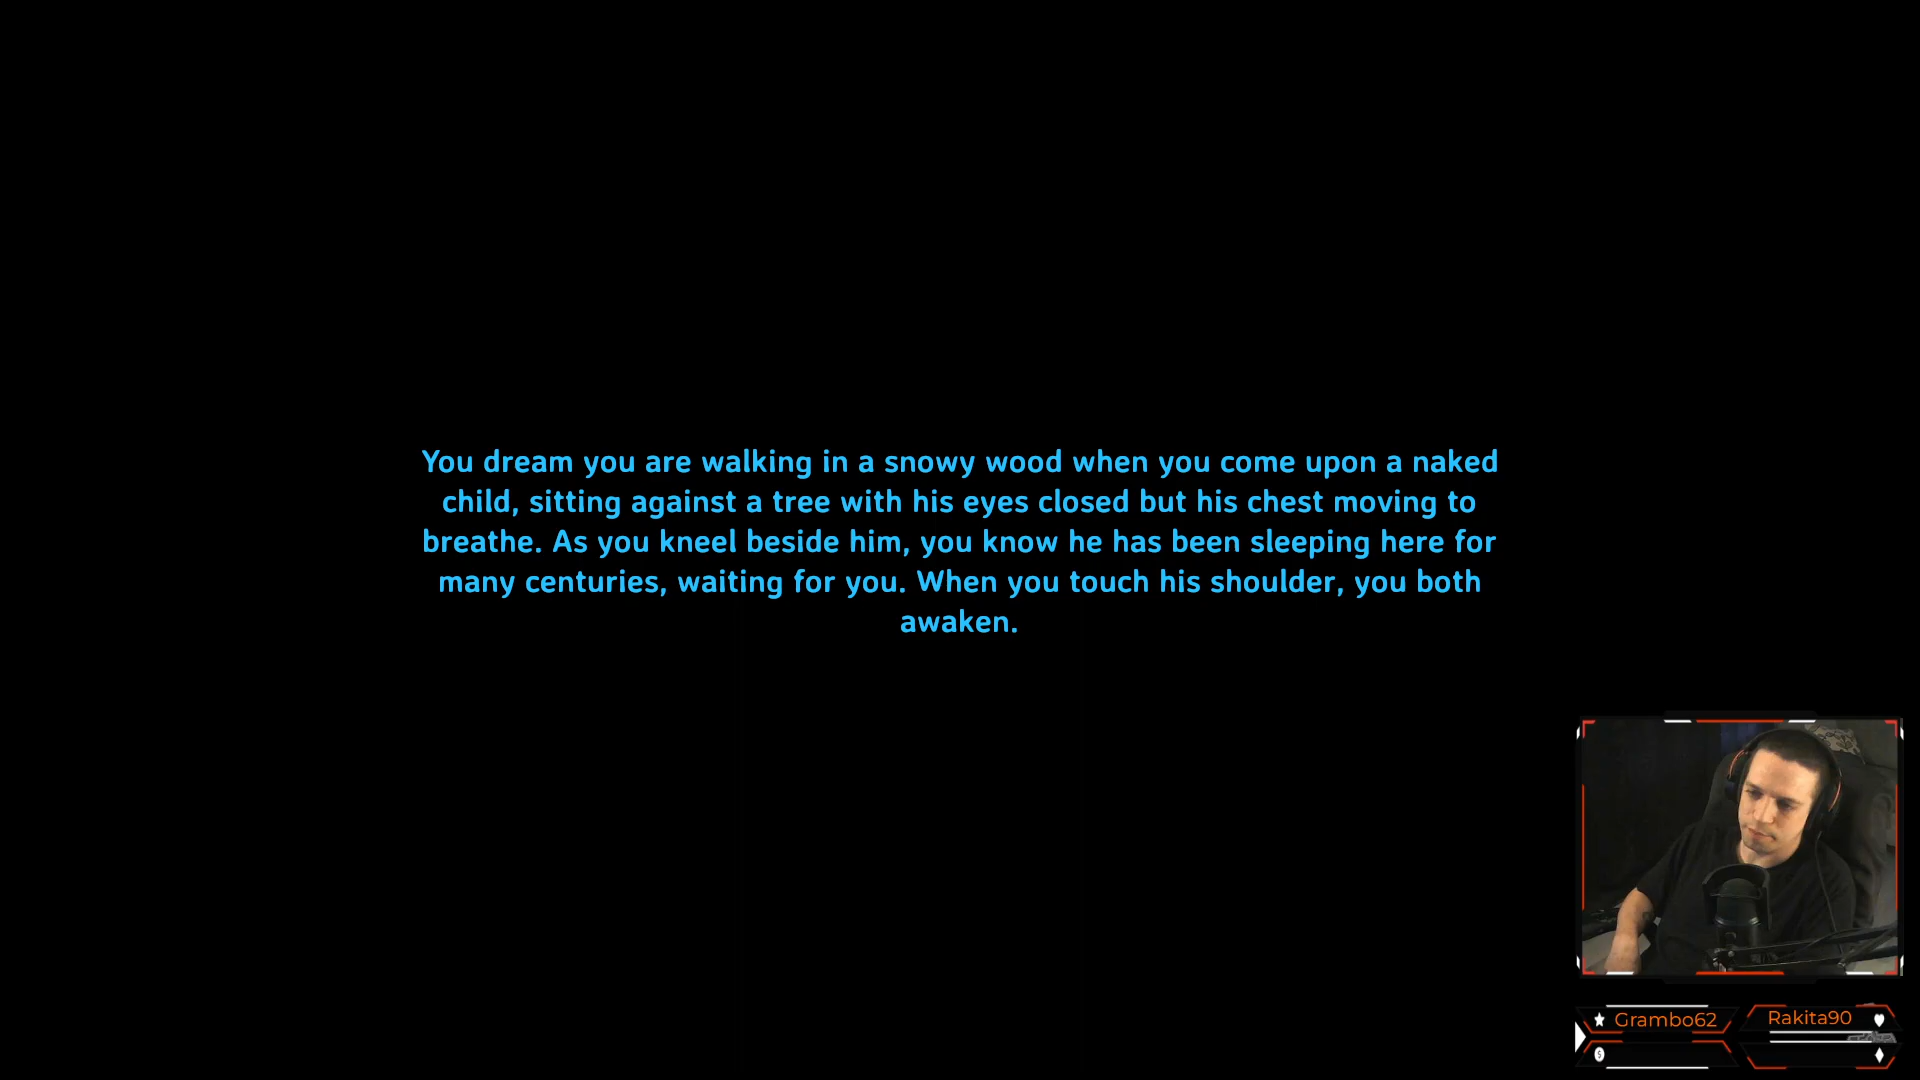 You dream you are walking in a snowy wood when you come upon a naked
child, sitting against a tree with his eyes closed but his chest moving to
breathe. As you kneel beside him, you know he has been sleeping here for
many centuries, waiting for you. When you touch his shoulder, you both
awaken.
Grambo62
Rakita90